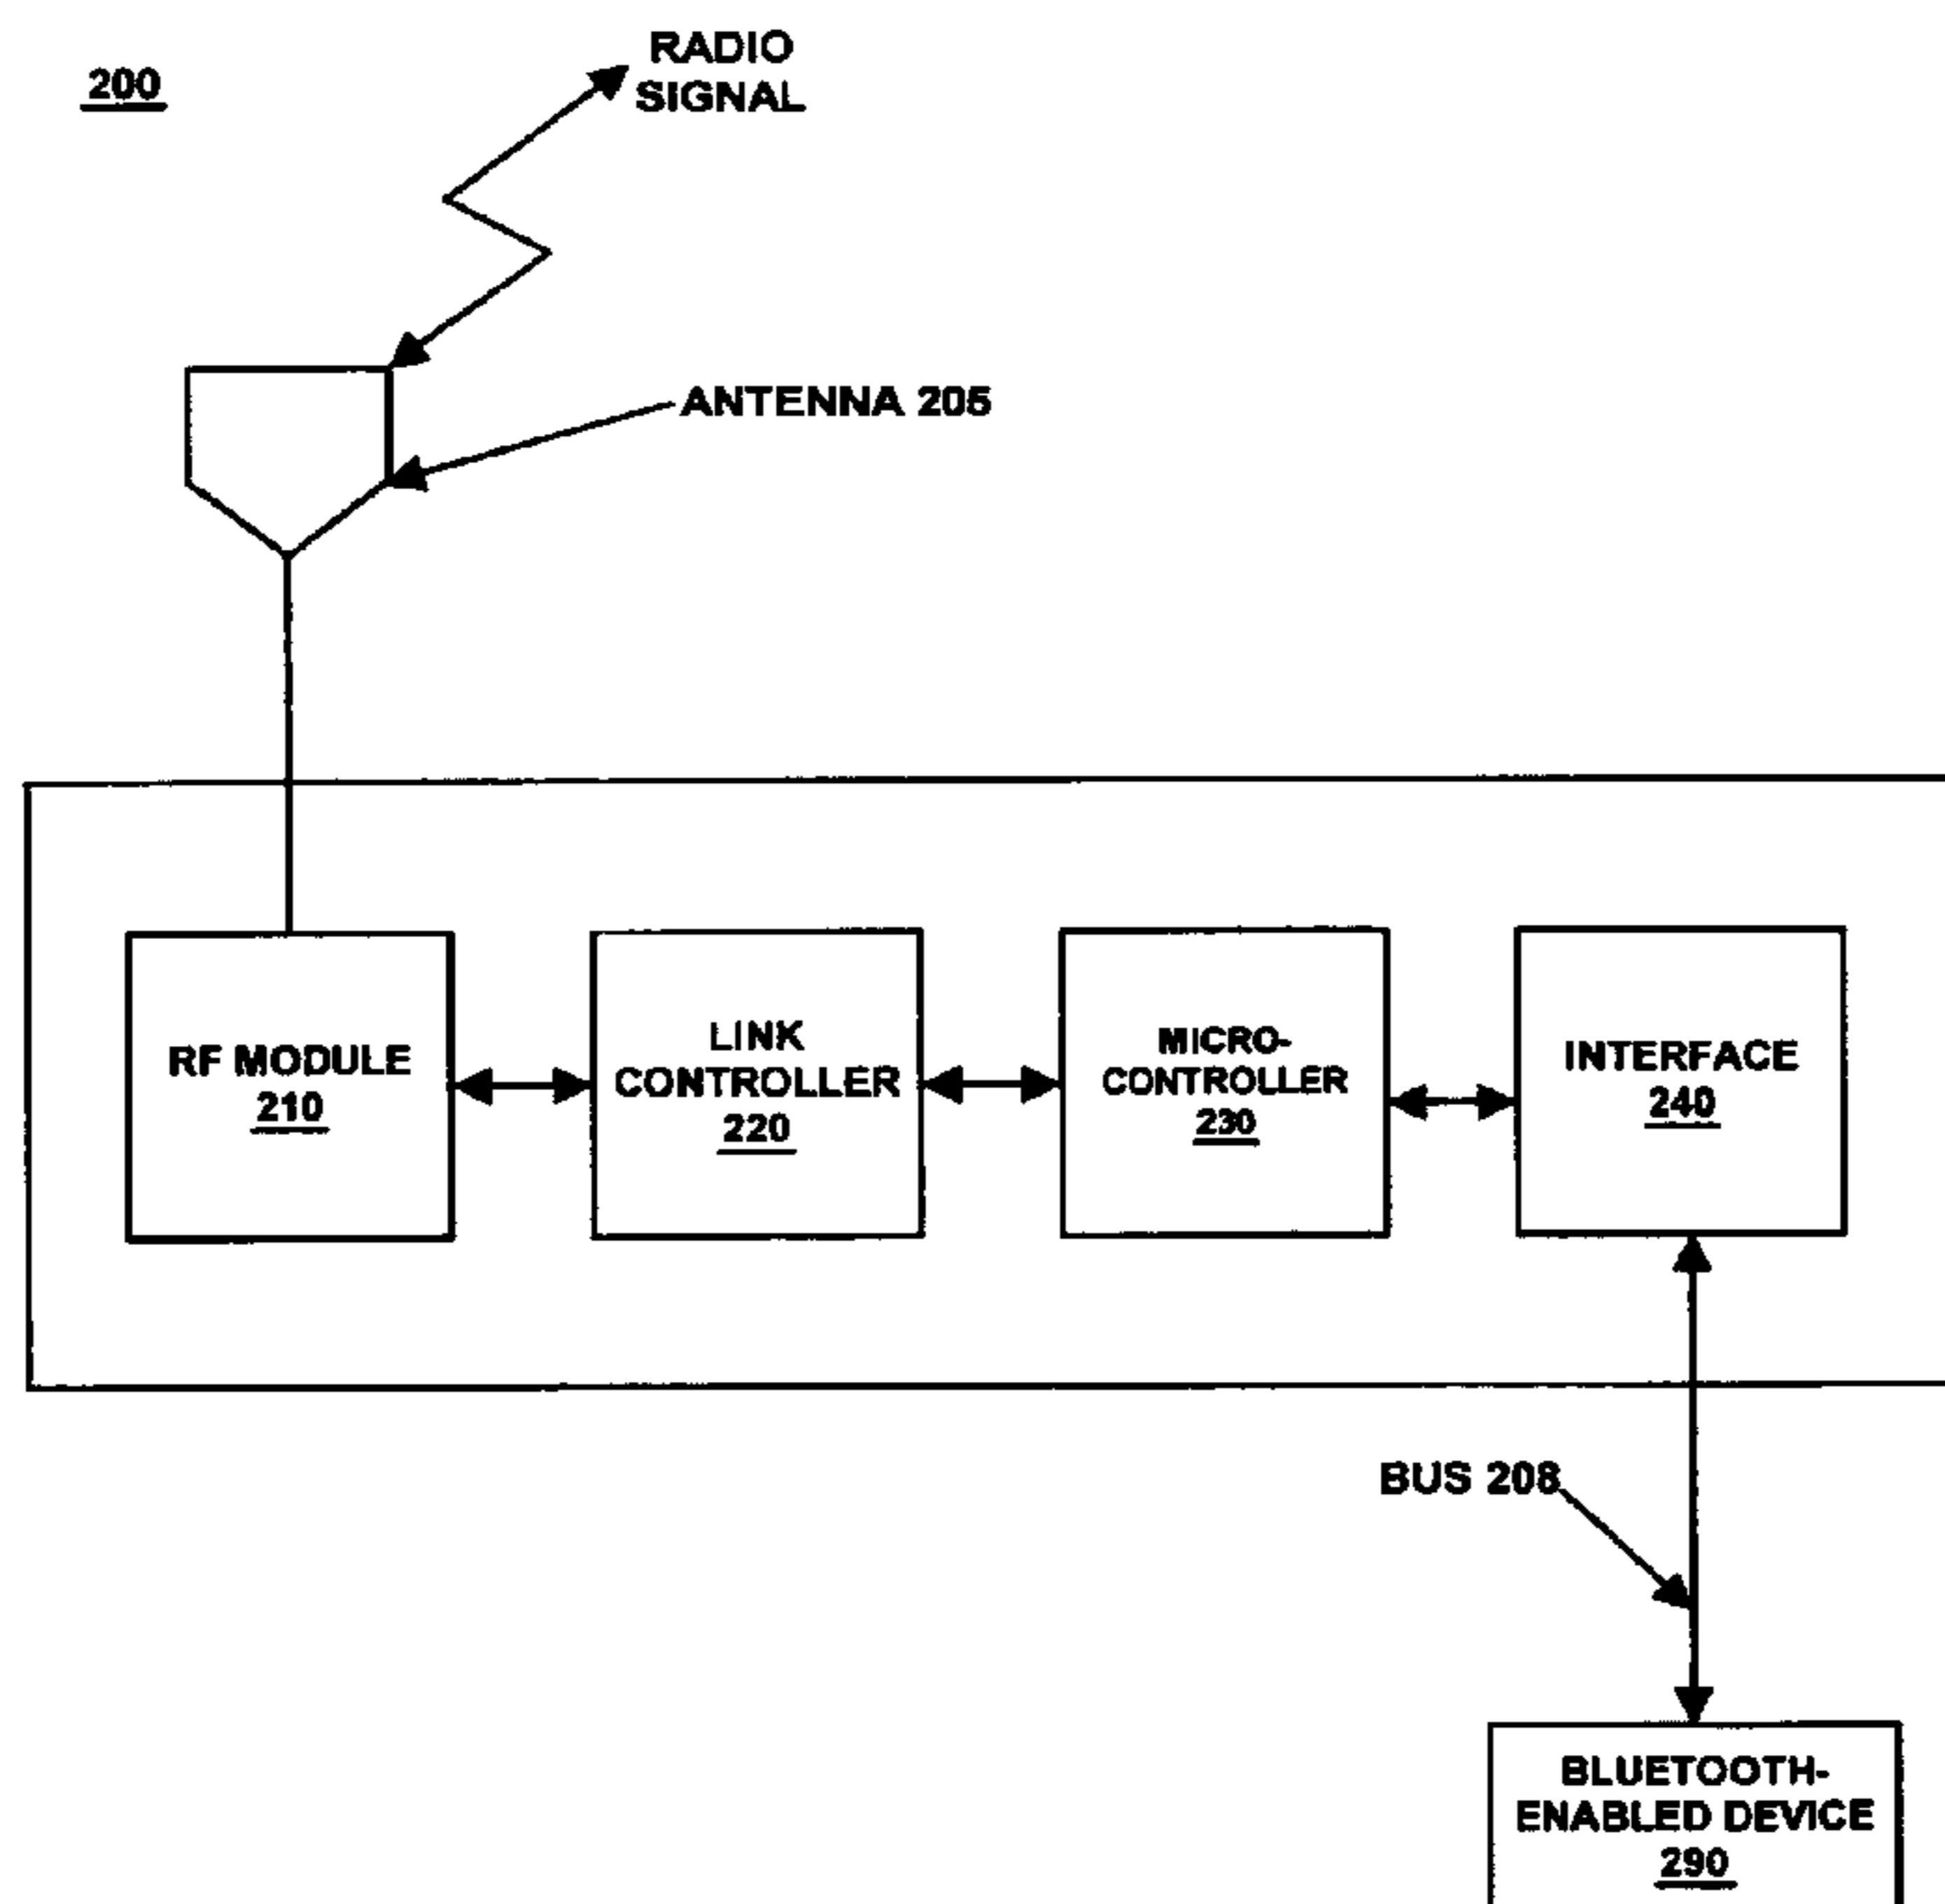 200
RADIO
SIGNAL
ANTENNA 205
RF MODULE
210
LINK
CONTROLLER
220
MICRO-
CONTROLLER
230
INTERFACE
240
BUS 208
BLUETOOTH-
ENABLED DEVICE
290